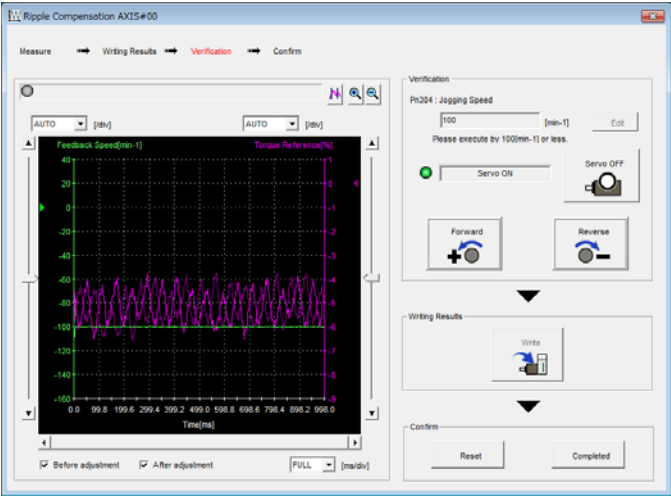 Ripple Compensation AXIS#00
Measure Writing Results Verification Confirm
AUTO [/div] AUTO [/div]
Feedback Speed[min-1] Torque Reference[%]
40 1
20 0
0 -1
-20 -2
-40 -3
-60 -4
-80 -5
-100 -6
-120 -7
-140 -8
-160 -9
0.0 99.8 199.6 299.4 399.2 499.0 598.8 698.6 798.4 898.2 998.0
Time[ms]
Before adjustment After adjustment FULL [ms/div]
Verification
Pn304 : Jogging Speed
100 [min-1] Edit
Please execute by 100[min-1] or less.
Servo ON Servo OFF
Forward Reverse
Writing Results
Write
Confirm
Reset Completed